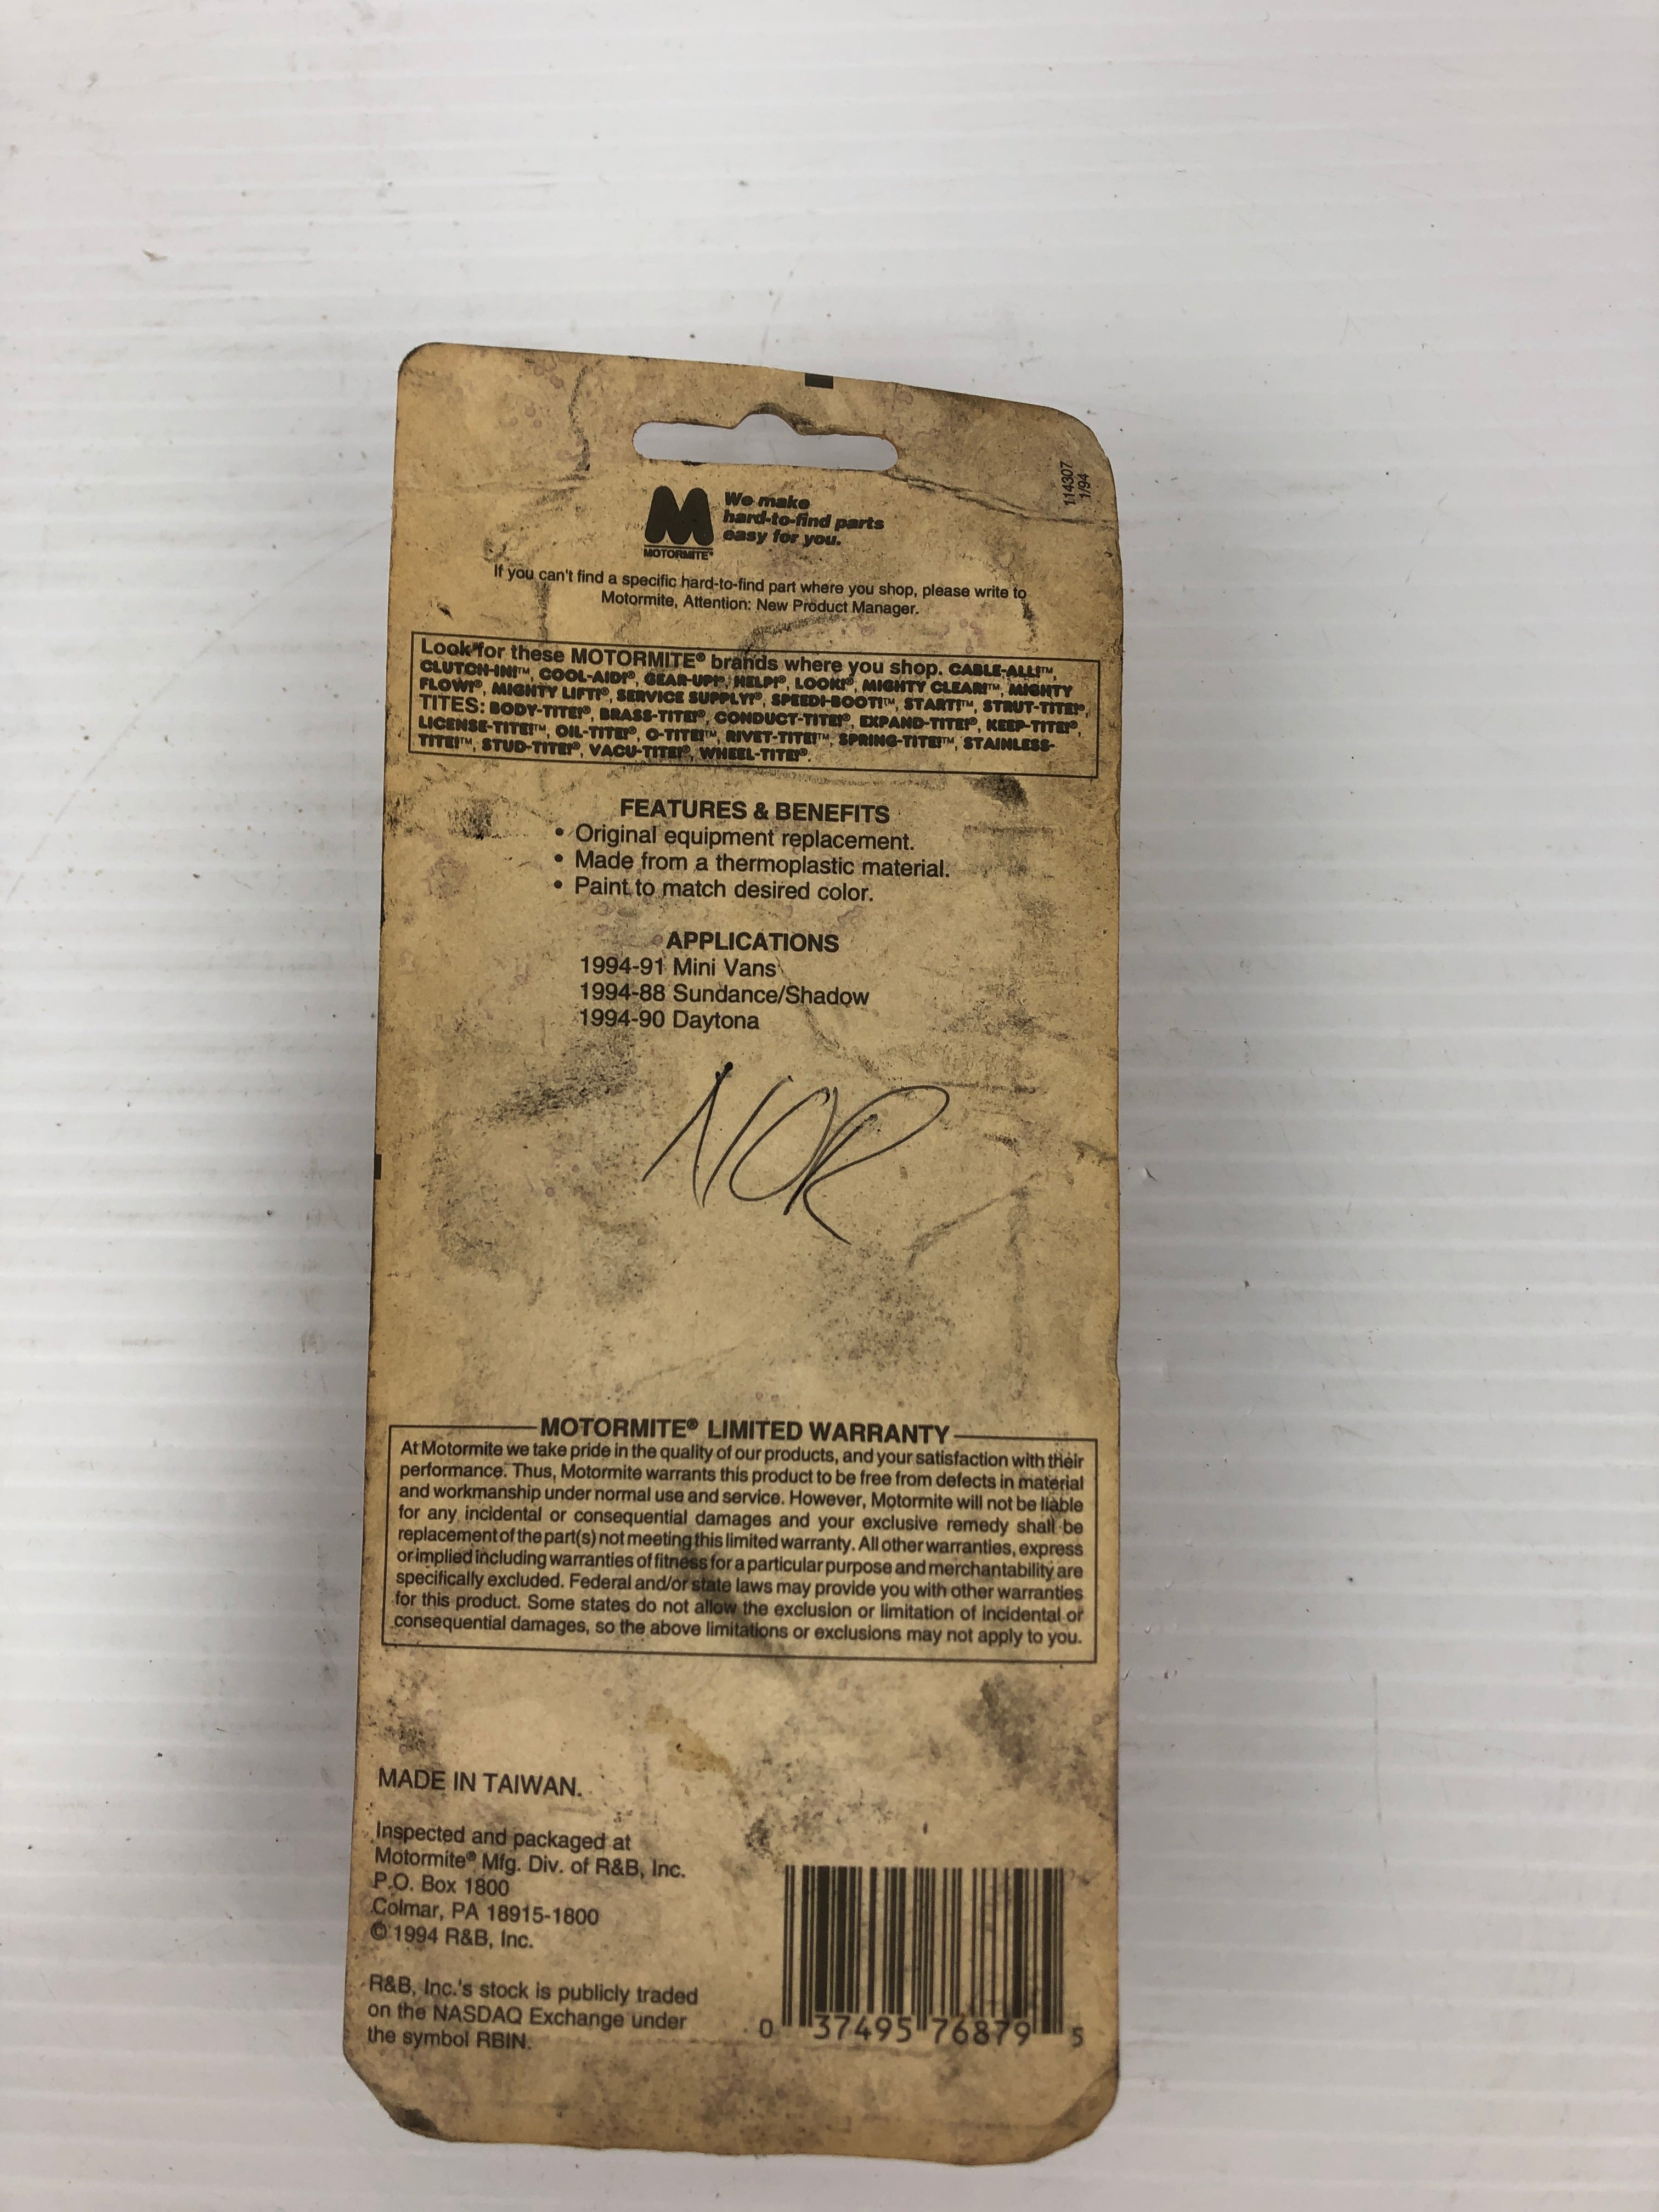 114307
1/94
M
MOTORMITE®
We make
hard-to-find parts
easy for you.
If you can't find a specific hard-to-find part where you shop, please write to
Motormite, Attention: New Product Manager.
Look for these MOTORMITE® brands where you shop. CABLE-ALL!™,
CLUTCH-IN!™, COOL-AID!®, GEAR-UP!®, HELP!®, LOOK!®, MIGHTY CLEAR!™, MIGHTY
FLOW!®, MIGHTY LIFT!®, SERVICE SUPPLY!®, SPEEDI-BOOT!™, START!™, STRUT-TITE!®,
TITES: BODY-TITE!®, BRASS-TITE!®, CONDUCT-TITE!®, EXPAND-TITE!®, KEEP-TITE!®,
LICENSE-TITE!™, OIL-TITE!®, O-TITE!™, RIVET-TITE!™, SPRING-TITE!™, STAINLESS-
TITE!™, STUD-TITE!®, VACU-TITE!®, WHEEL-TITE!®.
FEATURES & BENEFITS
• Original equipment replacement.
• Made from a thermoplastic material.
• Paint to match desired color.
APPLICATIONS
1994-91 Mini Vans
1994-88 Sundance/Shadow
1994-90 Daytona
NOR
MOTORMITE® LIMITED WARRANTY
At Motormite we take pride in the quality of our products, and your satisfaction with their
performance. Thus, Motormite warrants this product to be free from defects in material
and workmanship under normal use and service. However, Motormite will not be liable
for any incidental or consequential damages and your exclusive remedy shall be
replacement of the part(s) not meeting this limited warranty. All other warranties, express
or implied including warranties of fitness for a particular purpose and merchantability are
specifically excluded. Federal and/or state laws may provide you with other warranties
for this product. Some states do not allow the exclusion or limitation of incidental or
consequential damages, so the above limitations or exclusions may not apply to you.
MADE IN TAIWAN.
Inspected and packaged at
Motormite® Mfg. Div. of R&B, Inc.
P.O. Box 1800
Colmar, PA 18915-1800
© 1994 R&B, Inc.
R&B, Inc.'s stock is publicly traded
on the NASDAQ Exchange under
the symbol RBIN.
0 37495 76879 5